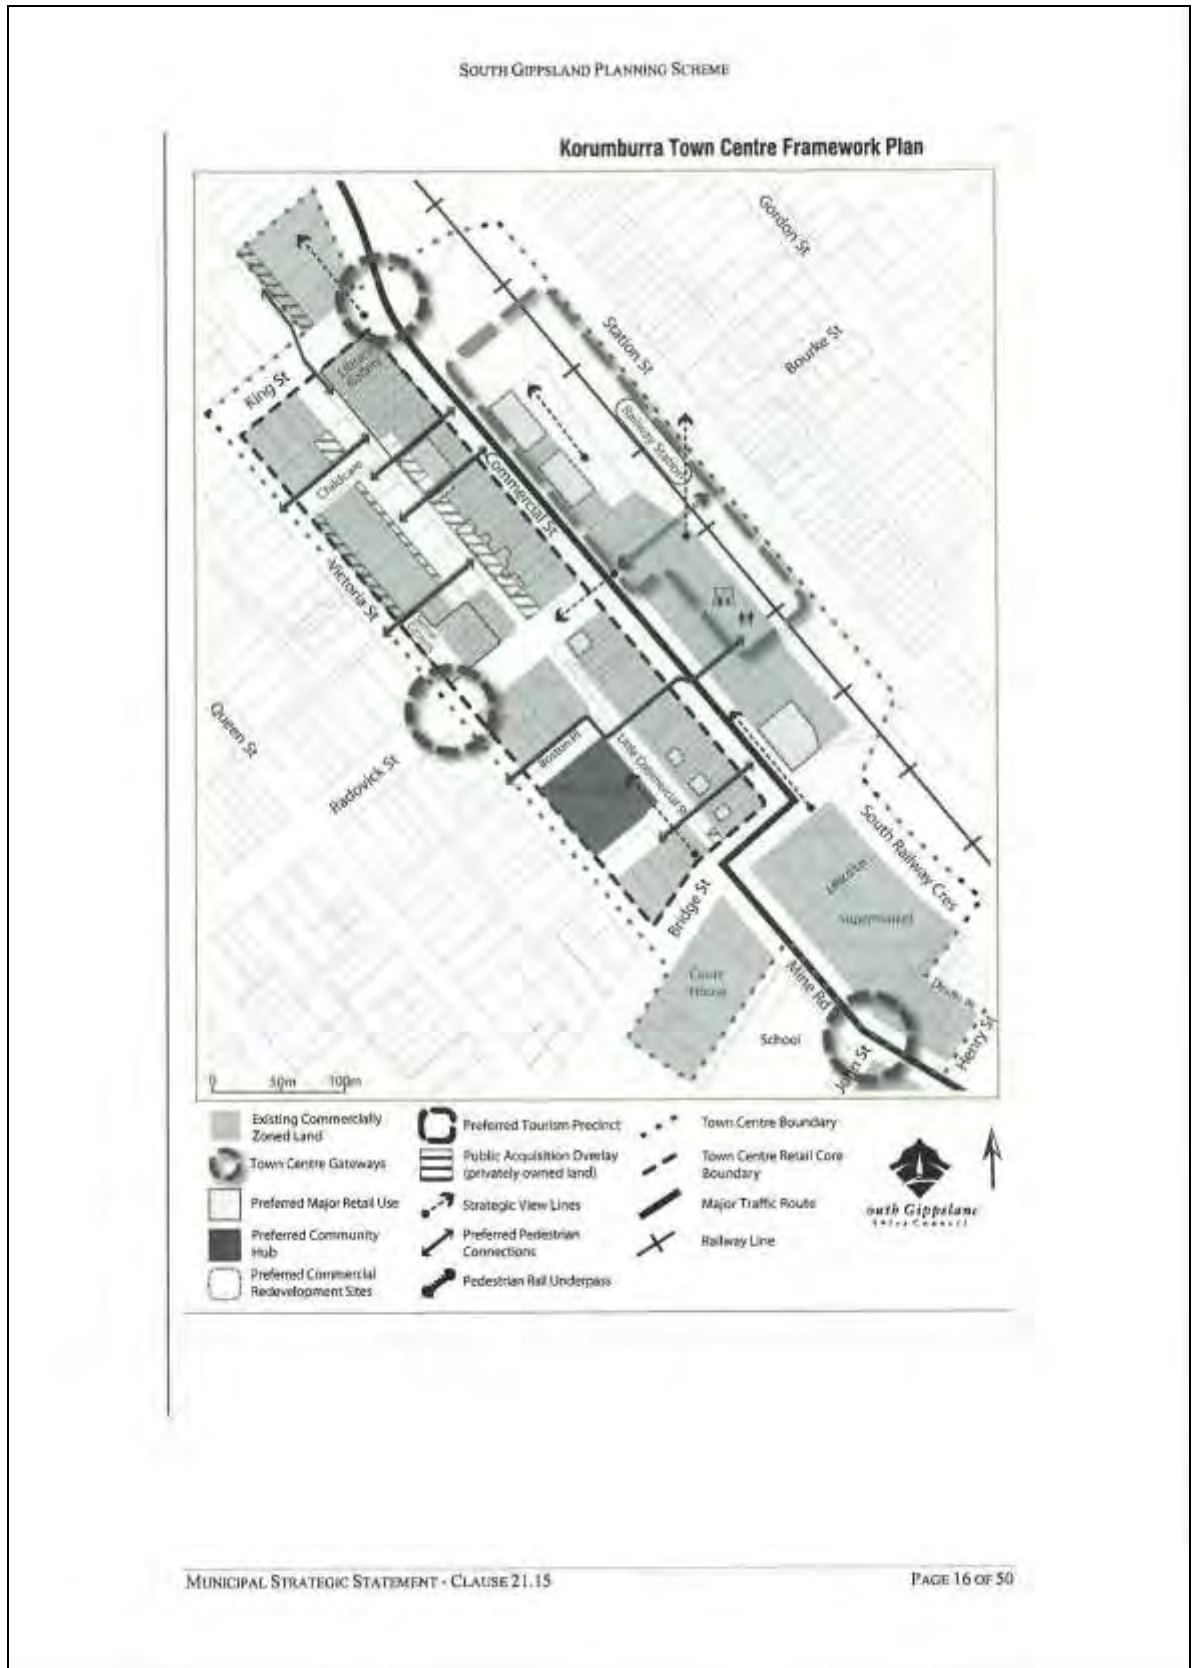 SOUTH GIPPSLAND PLANNING SCHEME
Korumburra Town Centre Framework Plan
Gordon St
Station St
Bourke St
King St
Railway Station
Childcare
Commercial St
Victoria St
Queen St
Radovick St
Boston Pl
Little Commercial St
South Railway Cres
Supermarket
Bridge St
Court
House
Mine Rd
School
John St
Henry St
0 50m 100m
Existing Commercially
Zoned Land
Town Centre Gateways
Preferred Major Retail Use
Preferred Community
Hub
Preferred Commercial
Redevelopment Sites
Preferred Tourism Precinct
Public Acquisition Overlay
(privately owned land)
Strategic View Lines
Preferred Pedestrian
Connections
Pedestrian Rail Underpass
Town Centre Boundary
Town Centre Retail Core
Boundary
Major Traffic Route
Railway Line
outh Gippslan
Shire Council
MUNICIPAL STRATEGIC STATEMENT - CLAUSE 21.15
PAGE 16 OF 50